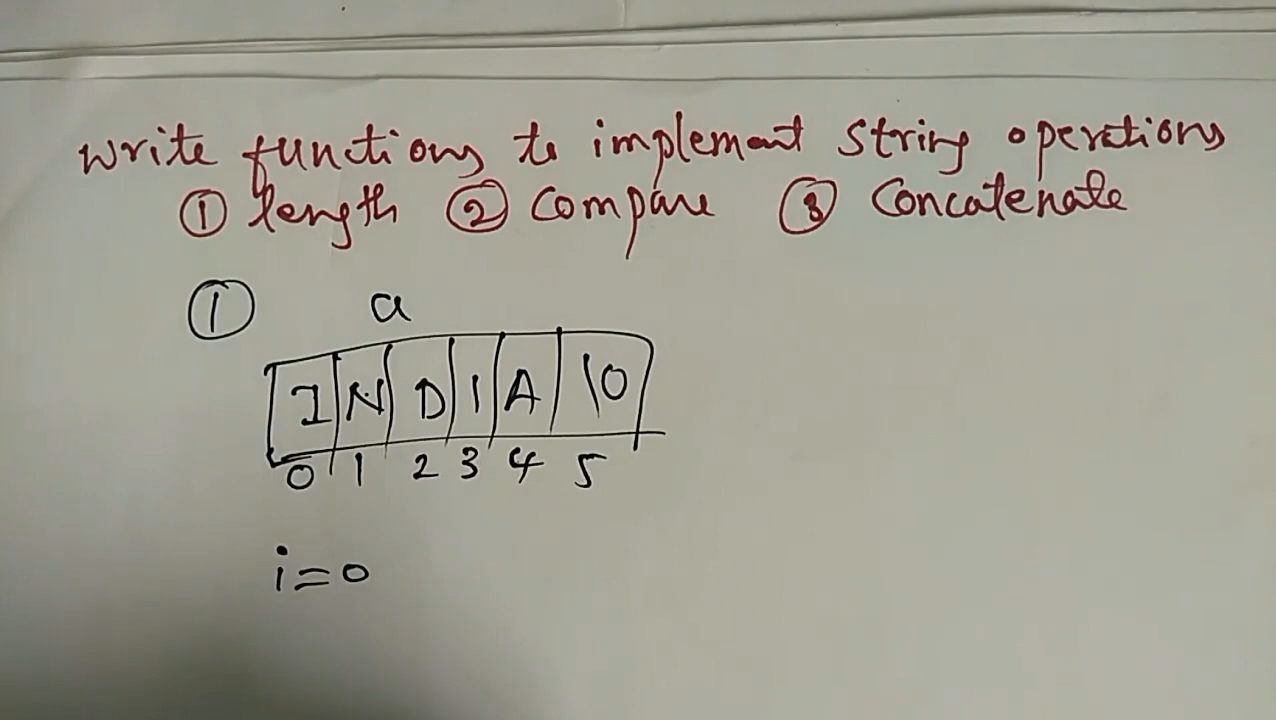 write functions to implement string operations
① length ② compare ③ Concatenate
① a
I N D I A \0
0 1 2 3 4 5
i=0